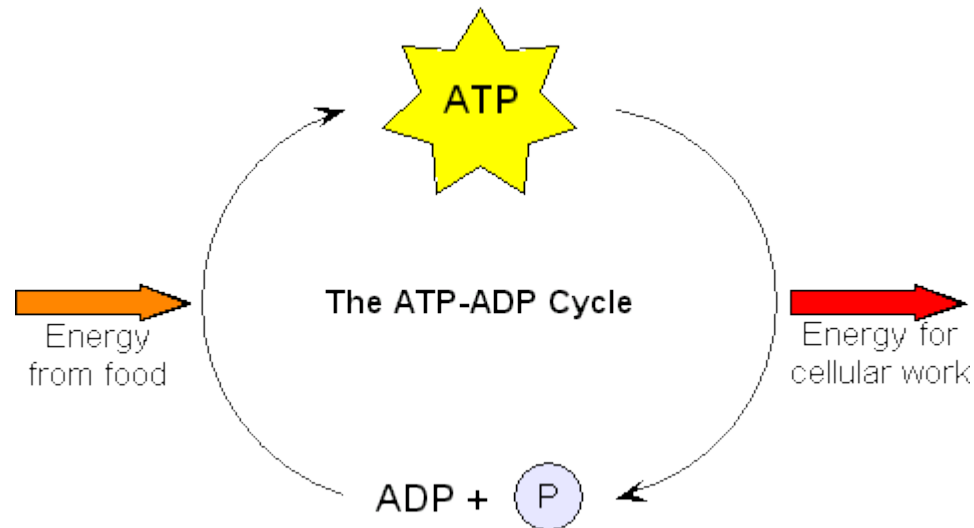 ATP
The ATP-ADP Cycle
Energy
from food
Energy for
cellular work
ADP + P